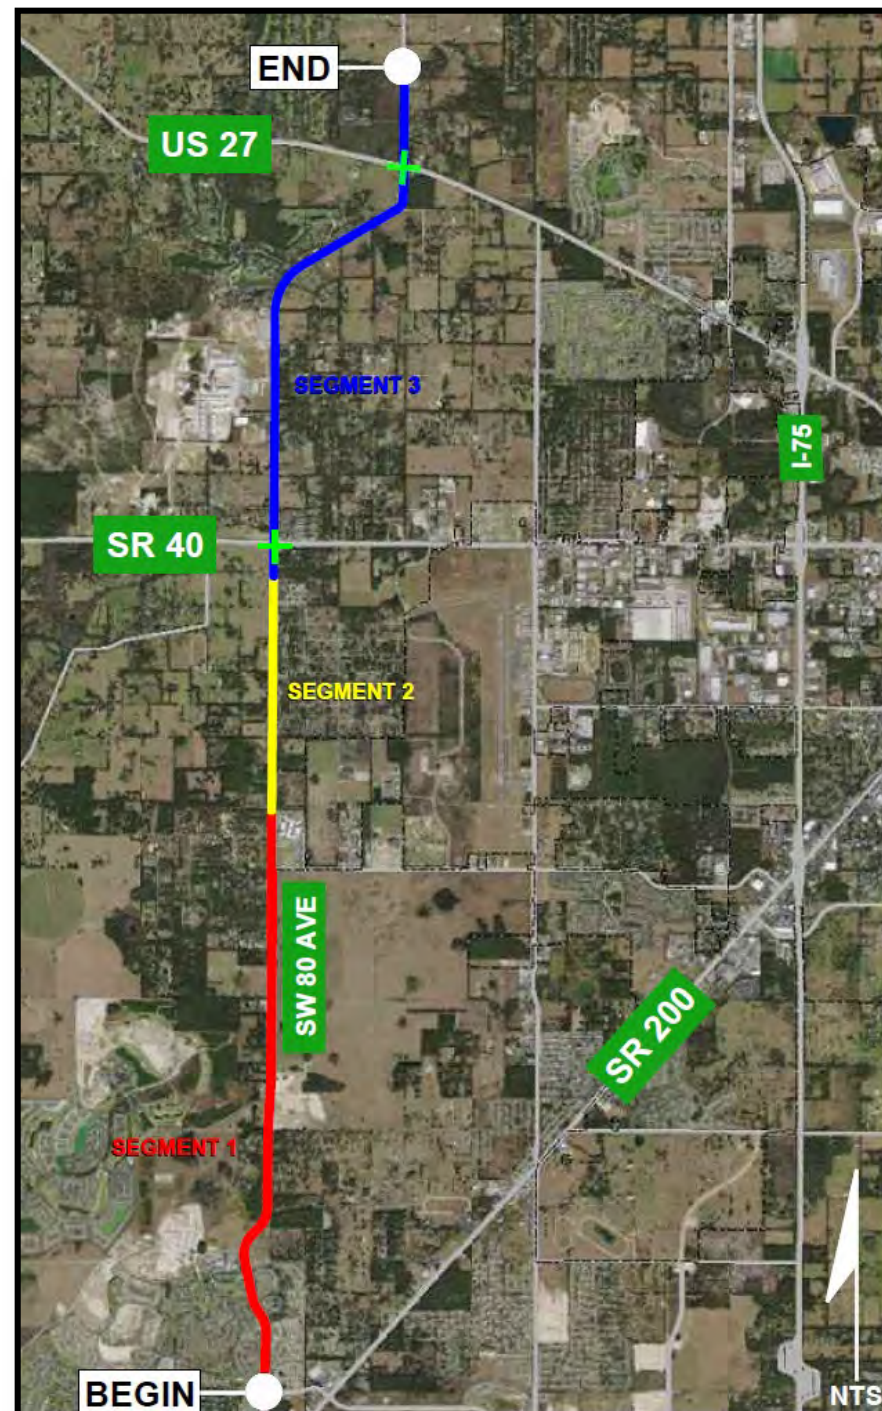 END
US 27
SEGMENT 3
I-75
SR 40
SEGMENT 2
SW 80 AVE
SR 200
SEGMENT 1
BEGIN
NTS